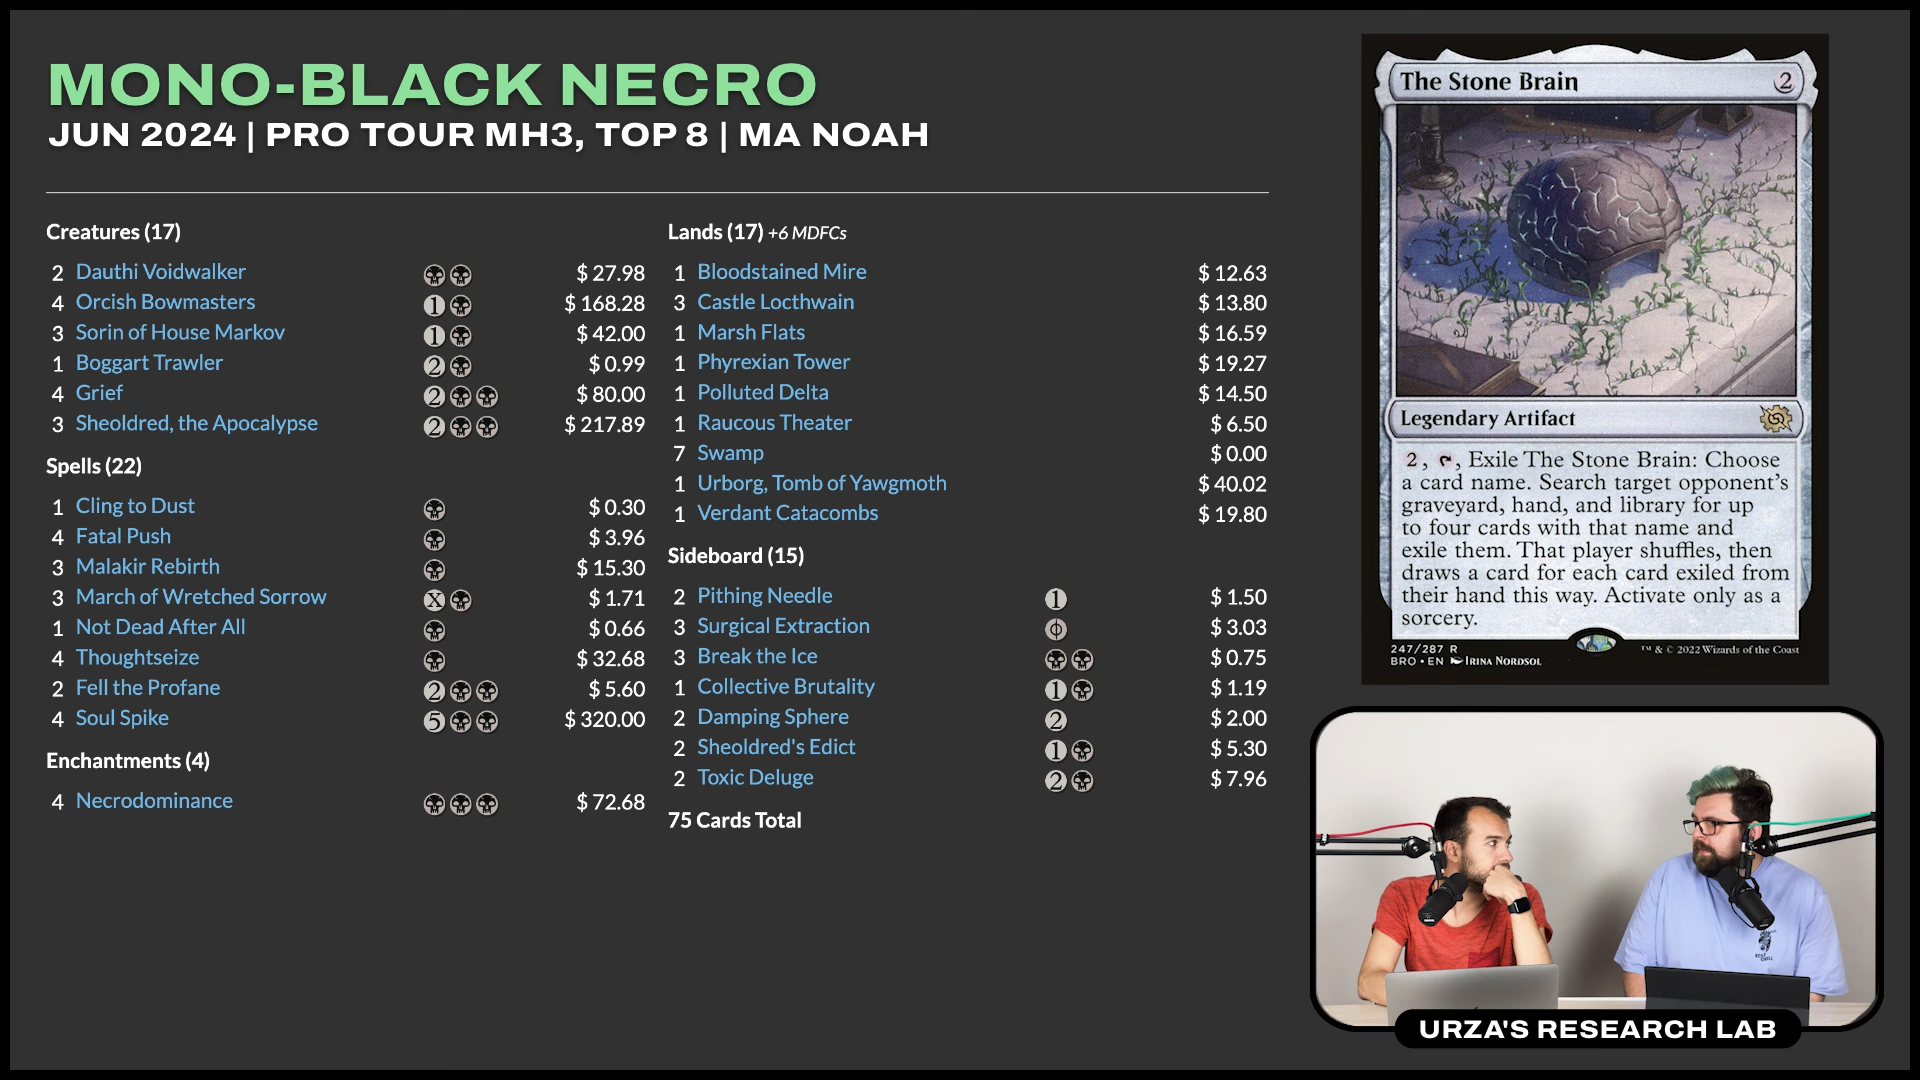 MONO-BLACK NECRO
JUN 2024 | PRO TOUR MH3, TOP 8 | MA NOAH
Creatures (17)
2 Dauthi Voidwalker $ 27.98
4 Orcish Bowmasters 1 $ 168.28
3 Sorin of House Markov 1 $ 42.00
1 Boggart Trawler 2 $ 0.99
4 Grief 2 $ 80.00
3 Sheoldred, the Apocalypse 2 $ 217.89
Spells (22)
1 Cling to Dust $ 0.30
4 Fatal Push $ 3.96
3 Malakir Rebirth $ 15.30
3 March of Wretched Sorrow X $ 1.71
1 Not Dead After All $ 0.66
4 Thoughtseize $ 32.68
2 Fell the Profane 2 $ 5.60
4 Soul Spike 5 $ 320.00
Enchantments (4)
4 Necrodominance $ 72.68
Lands (17) +6 MDFCs
1 Bloodstained Mire $ 12.63
3 Castle Locthwain $ 13.80
1 Marsh Flats $ 16.59
1 Phyrexian Tower $ 19.27
1 Polluted Delta $ 14.50
1 Raucous Theater $ 6.50
7 Swamp $ 0.00
1 Urborg, Tomb of Yawgmoth $ 40.02
1 Verdant Catacombs $ 19.80
Sideboard (15)
2 Pithing Needle 1 $ 1.50
3 Surgical Extraction $ 3.03
3 Break the Ice $ 0.75
1 Collective Brutality 1 $ 1.19
2 Damping Sphere 2 $ 2.00
2 Sheoldred's Edict 1 $ 5.30
2 Toxic Deluge 2 $ 7.96
75 Cards Total
The Stone Brain 2
Legendary Artifact
2, , Exile The Stone Brain: Choose
a card name. Search target opponent's
graveyard, hand, and library for up
to four cards with that name and
exile them. That player shuffles, then
draws a card for each card exiled from
their hand this way. Activate only as a
sorcery.
247/287 R
BRO • EN IRINA NORDSOL
™ & © 2022 Wizards of the Coast
URZA'S RESEARCH LAB